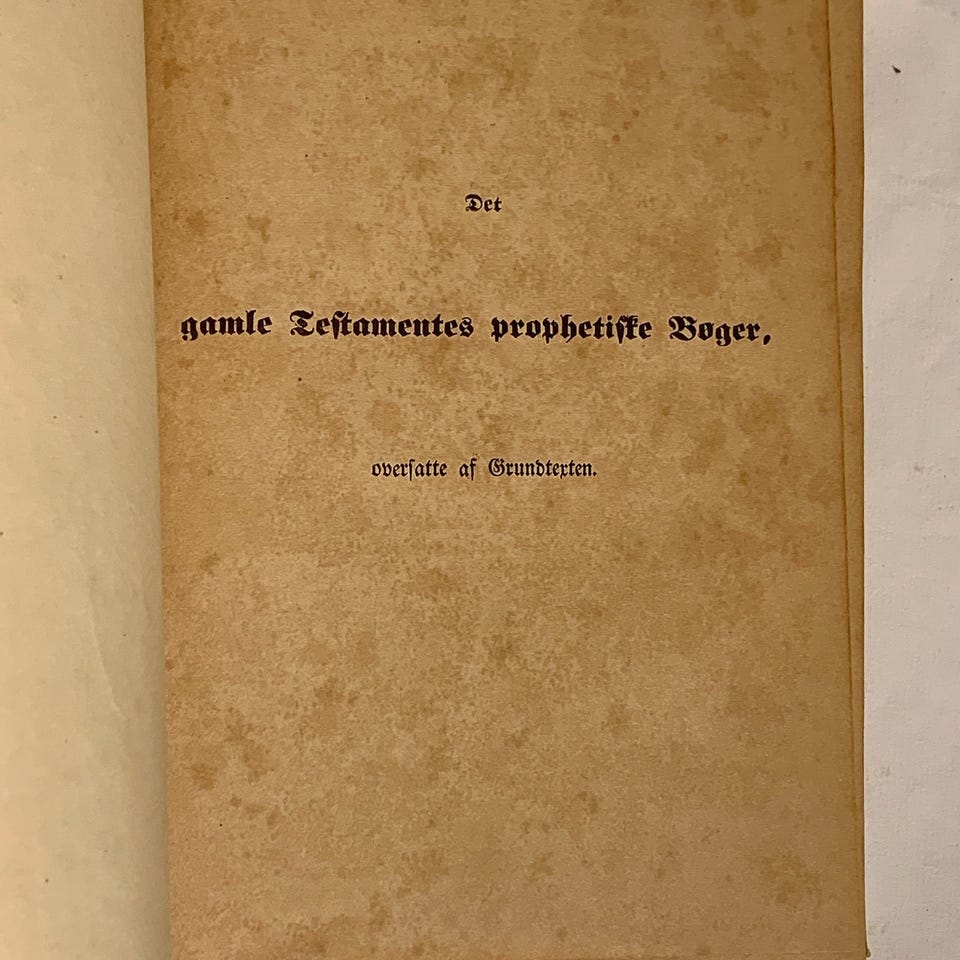 Det
gamle Testamentes prophetiske Bøger,
oversatte af Grundtexten.